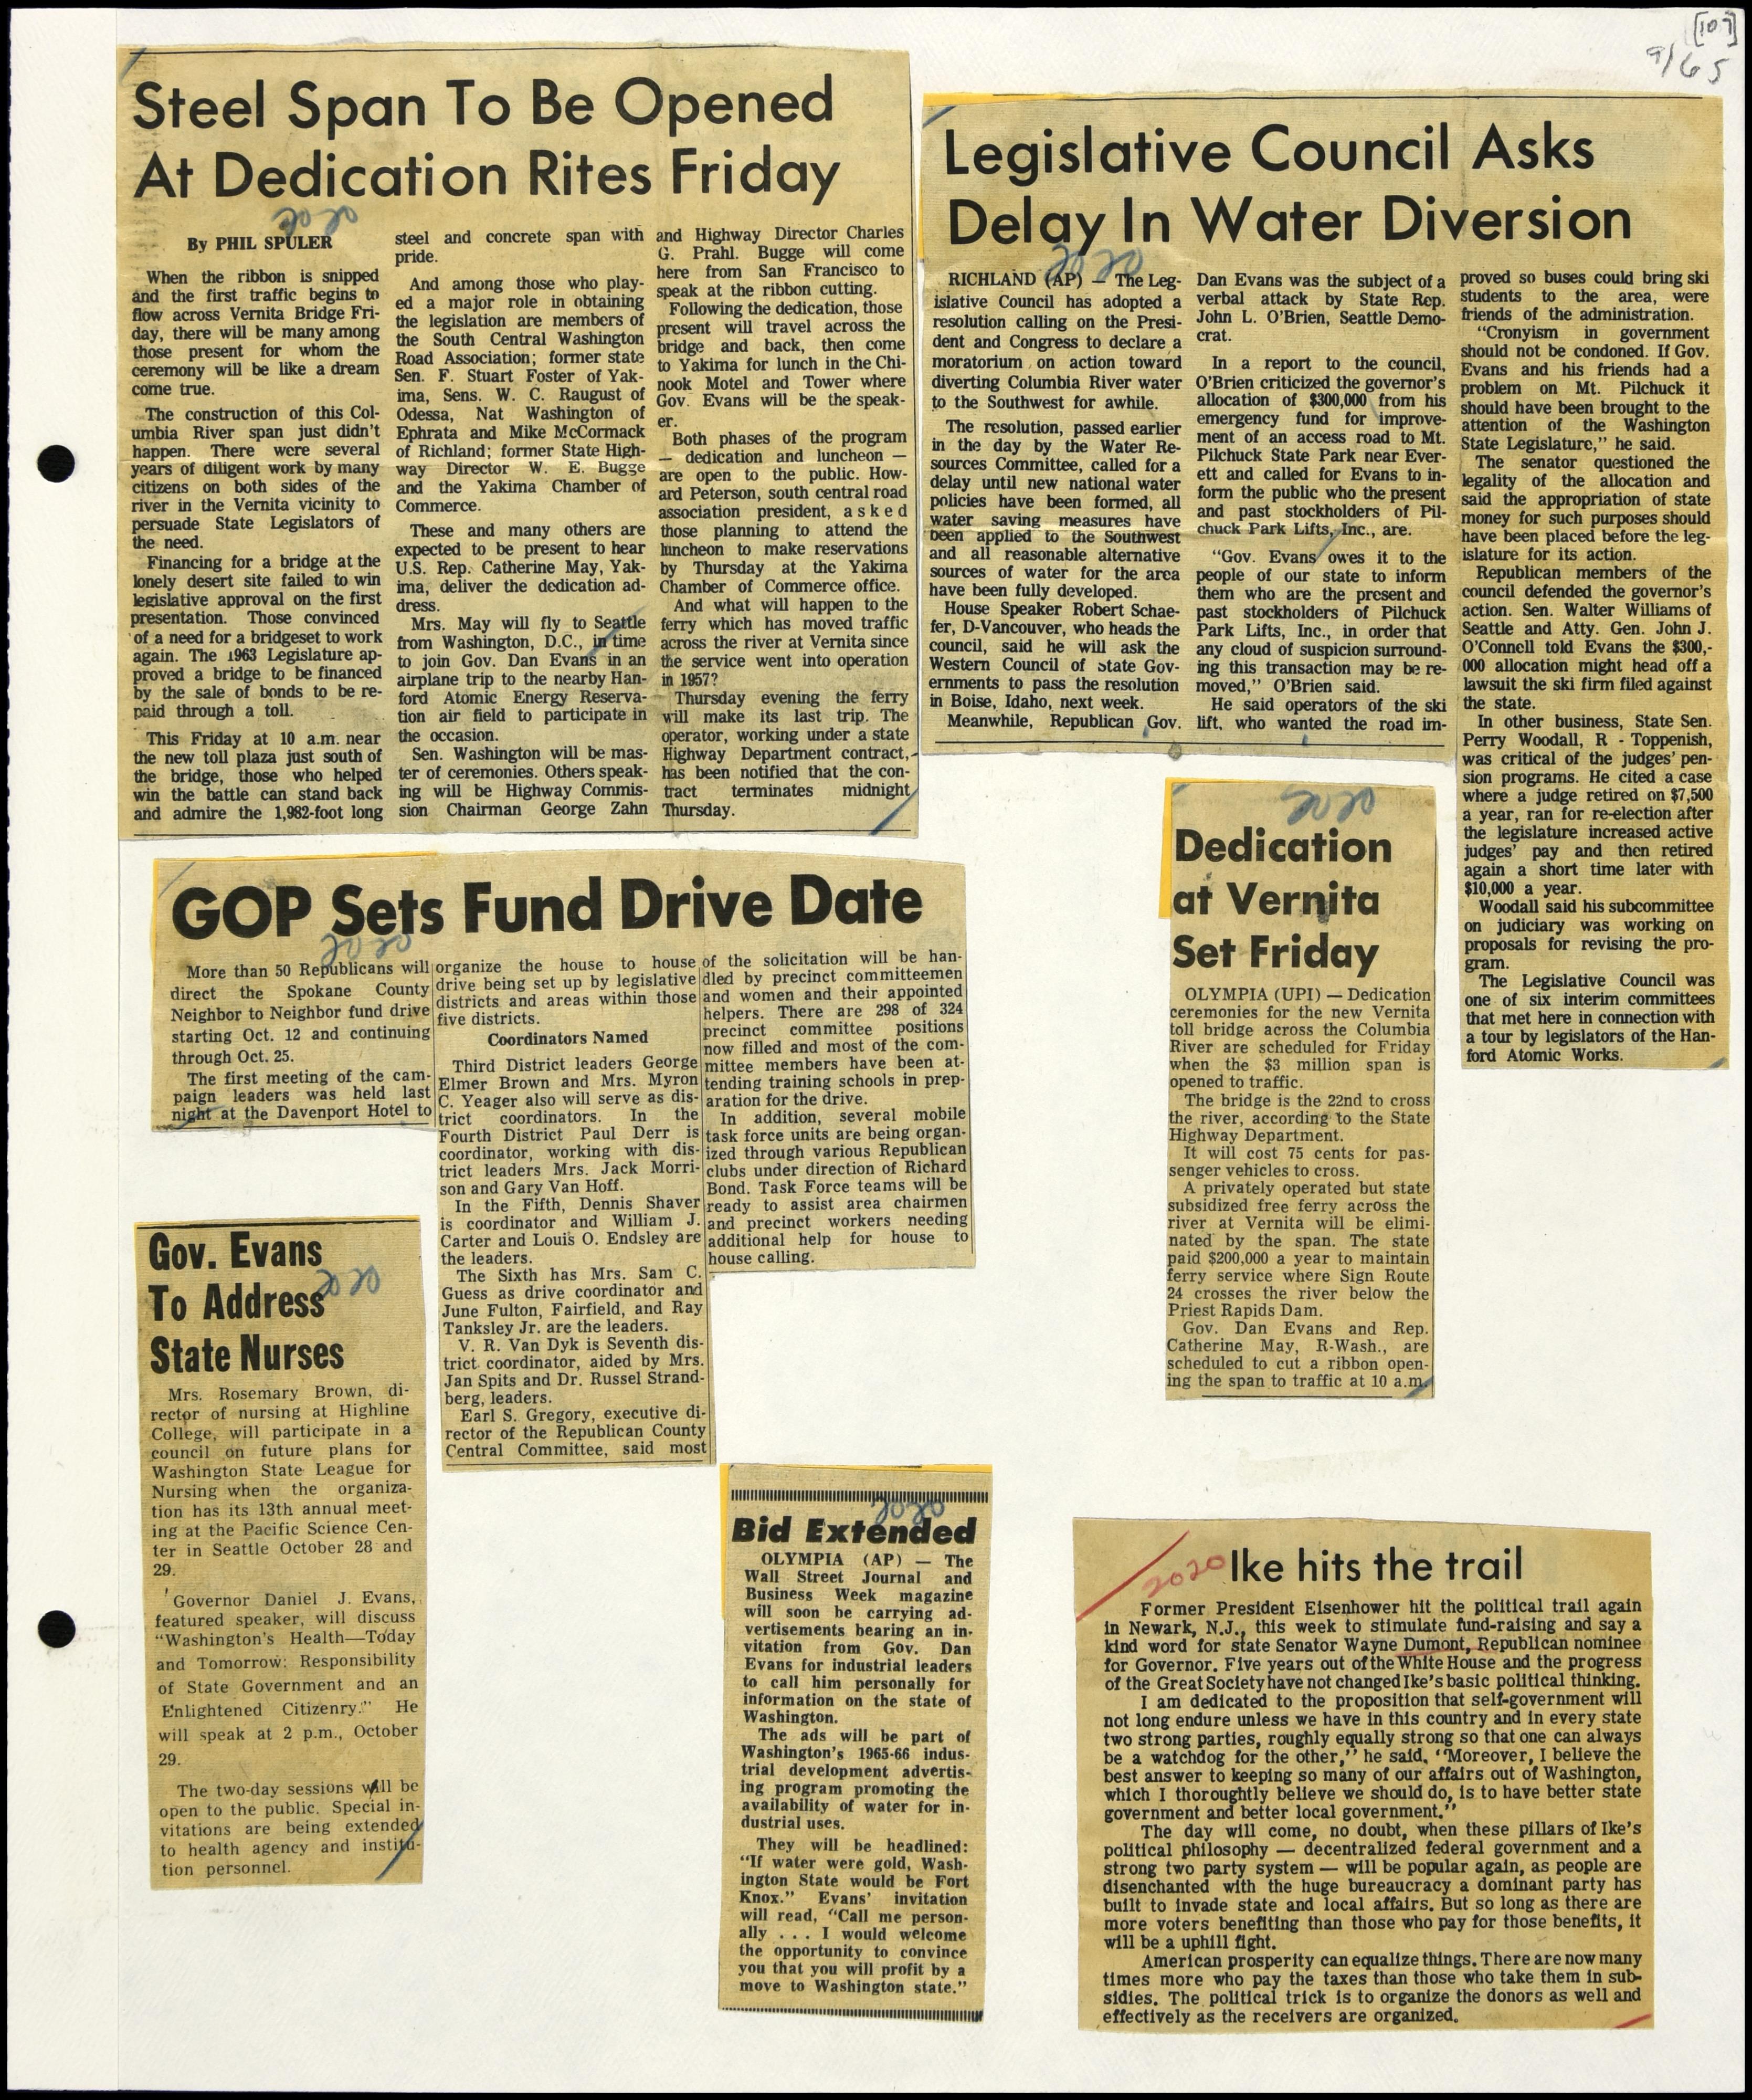 [107]
9/65
Steel Span To Be Opened
At Dedication Rites Friday
2020
By PHIL SPULER
When the ribbon is snipped
and the first traffic begins to
flow across Vernita Bridge Fri-
day, there will be many among
those present for whom the
ceremony will be like a dream
come true.
The construction of this Col-
umbia River span just didn't
happen. There were several
years of diligent work by many
citizens on both sides of the
river in the Vernita vicinity to
persuade State Legislators of
the need.
Financing for a bridge at the
lonely desert site failed to win
legislative approval on the first
presentation. Those convinced
of a need for a bridgeset to work
again. The 1963 Legislature ap-
proved a bridge to be financed
by the sale of bonds to be re-
paid through a toll.
This Friday at 10 a.m. near
the new toll plaza just south of
the bridge, those who helped
win the battle can stand back
and admire the 1,982-foot long
steel and concrete span with
pride.
And among those who play-
ed a major role in obtaining
the legislation are members of
the South Central Washington
Road Association; former state
Sen. F. Stuart Foster of Yak-
ima, Sens. W. C. Raugust of
Odessa, Nat Washington of
Ephrata and Mike McCormack
of Richland; former State High-
way Director W. E. Bugge
and the Yakima Chamber of
Commerce.
These and many others are
expected to be present to hear
U.S. Rep. Catherine May, Yak-
ima, deliver the dedication ad-
dress.
Mrs. May will fly to Seattle
from Washington, D.C., in time
to join Gov. Dan Evans in an
airplane trip to the nearby Han-
ford Atomic Energy Reserva-
tion air field to participate in
the occasion.
Sen. Washington will be mas-
ter of ceremonies. Others speak-
ing will be Highway Commis-
sion Chairman George Zahn
and Highway Director Charles
G. Prahl. Bugge will come
here from San Francisco to
speak at the ribbon cutting.
Following the dedication, those
present will travel across the
bridge and back, then come
to Yakima for lunch in the Chi-
nook Motel and Tower where
Gov. Evans will be the speak-
er.
Both phases of the program
— dedication and luncheon —
are open to the public. How-
ard Peterson, south central road
association president, asked
those planning to attend the
luncheon to make reservations
by Thursday at the Yakima
Chamber of Commerce office.
And what will happen to the
ferry which has moved traffic
across the river at Vernita since
the service went into operation
in 1957?
Thursday evening the ferry
will make its last trip. The
operator, working under a state
Highway Department contract,
has been notified that the con-
tract terminates midnight
Thursday.
Legislative Council Asks
Delay In Water Diversion
2020
RICHLAND (AP) — The Leg-
islative Council has adopted a
resolution calling on the Presi-
dent and Congress to declare a
moratorium on action toward
diverting Columbia River water
to the Southwest for awhile.
The resolution, passed earlier
in the day by the Water Re-
sources Committee, called for a
delay until new national water
policies have been formed, all
water saving measures have
been applied to the Southwest
and all reasonable alternative
sources of water for the area
have been fully developed.
House Speaker Robert Schae-
fer, D-Vancouver, who heads the
council, said he will ask the
Western Council of State Gov-
ernments to pass the resolution
in Boise, Idaho, next week.
Meanwhile, Republican Gov.
Dan Evans was the subject of a
verbal attack by State Rep.
John L. O'Brien, Seattle Demo-
crat.
In a report to the council,
O'Brien criticized the governor's
allocation of $300,000 from his
emergency fund for improve-
ment of an access road to Mt.
Pilchuck State Park near Ever-
ett and called for Evans to in-
form the public who the present
and past stockholders of Pil-
chuck Park Lifts, Inc., are.
"Gov. Evans owes it to the
people of our state to inform
them who are the present and
past stockholders of Pilchuck
Park Lifts, Inc., in order that
any cloud of suspicion surround-
ing this transaction may be re-
moved," O'Brien said.
He said operators of the ski
lift, who wanted the road im-
proved so buses could bring ski
students to the area, were
friends of the administration.
"Cronyism in government
should not be condoned. If Gov.
Evans and his friends had a
problem on Mt. Pilchuck it
should have been brought to the
attention of the Washington
State Legislature," he said.
The senator questioned the
legality of the allocation and
said the appropriation of state
money for such purposes should
have been placed before the leg-
islature for its action.
Republican members of the
council defended the governor's
action. Sen. Walter Williams of
Seattle and Atty. Gen. John J.
O'Connell told Evans the $300,-
000 allocation might head off a
lawsuit the ski firm filed against
the state.
In other business, State Sen.
Perry Woodall, R - Toppenish,
was critical of the judges' pen-
sion programs. He cited a case
where a judge retired on $7,500
a year, ran for re-election after
the legislature increased active
judges' pay and then retired
again a short time later with
$10,000 a year.
Woodall said his subcommittee
on judiciary was working on
proposals for revising the pro-
gram.
The Legislative Council was
one of six interim committees
that met here in connection with
a tour by legislators of the Han-
ford Atomic Works.
GOP Sets Fund Drive Date
2020
More than 50 Republicans will
direct the Spokane County
Neighbor to Neighbor fund drive
starting Oct. 12 and continuing
through Oct. 25.
The first meeting of the cam-
paign leaders was held last
night at the Davenport Hotel to
organize the house to house
drive being set up by legislative
districts and areas within those
five districts.
Coordinators Named
Third District leaders George
Elmer Brown and Mrs. Myron
C. Yeager also will serve as dis-
trict coordinators. In the
Fourth District Paul Derr is
coordinator, working with dis-
trict leaders Mrs. Jack Morri-
son and Gary Van Hoff.
In the Fifth, Dennis Shaver
is coordinator and William J.
Carter and Louis O. Endsley are
the leaders.
The Sixth has Mrs. Sam C.
Guess as drive coordinator and
June Fulton, Fairfield, and Ray
Tanksley Jr. are the leaders.
V. R. Van Dyk is Seventh dis-
trict coordinator, aided by Mrs.
Jan Spits and Dr. Russel Strand-
berg, leaders.
Earl S. Gregory, executive di-
rector of the Republican County
Central Committee, said most
of the solicitation will be han-
dled by precinct committeemen
and women and their appointed
helpers. There are 298 of 324
precinct committee positions
now filled and most of the com-
mittee members have been at-
tending training schools in prep-
aration for the drive.
In addition, several mobile
task force units are being organ-
ized through various Republican
clubs under direction of Richard
Bond. Task Force teams will be
ready to assist area chairmen
and precinct workers needing
additional help for house to
house calling.
2020
Dedication
at Vernita
Set Friday
OLYMPIA (UPI) — Dedication
ceremonies for the new Vernita
toll bridge across the Columbia
River are scheduled for Friday
when the $3 million span is
opened to traffic.
The bridge is the 22nd to cross
the river, according to the State
Highway Department.
It will cost 75 cents for pas-
senger vehicles to cross.
A privately operated but state
subsidized free ferry across the
river at Vernita will be elimi-
nated by the span. The state
paid $200,000 a year to maintain
ferry service where Sign Route
24 crosses the river below the
Priest Rapids Dam.
Gov. Dan Evans and Rep.
Catherine May, R-Wash., are
scheduled to cut a ribbon open-
ing the span to traffic at 10 a.m.
Gov. Evans
To Address
State Nurses
2020
Mrs. Rosemary Brown, di-
rector of nursing at Highline
College, will participate in a
council on future plans for
Washington State League for
Nursing when the organiza-
tion has its 13th annual meet-
ing at the Pacific Science Cen-
ter in Seattle October 28 and
29.
Governor Daniel J. Evans,
featured speaker, will discuss
"Washington's Health—Today
and Tomorrow: Responsibility
of State Government and an
Enlightened Citizenry." He
will speak at 2 p.m., October
29.
The two-day sessions will be
open to the public. Special in-
vitations are being extended
to health agency and institu-
tion personnel.
2020
Bid Extended
OLYMPIA (AP) — The
Wall Street Journal and
Business Week magazine
will soon be carrying ad-
vertisements bearing an in-
vitation from Gov. Dan
Evans for industrial leaders
to call him personally for
information on the state of
Washington.
The ads will be part of
Washington's 1965-66 indus-
trial development advertis-
ing program promoting the
availability of water for in-
dustrial uses.
They will be headlined:
"If water were gold, Wash-
ington State would be Fort
Knox." Evans' invitation
will read, "Call me person-
ally . . . I would welcome
the opportunity to convince
you that you will profit by a
move to Washington state."
2020
Ike hits the trail
Former President Eisenhower hit the political trail again
in Newark, N.J., this week to stimulate fund-raising and say a
kind word for state Senator Wayne Dumont, Republican nominee
for Governor. Five years out of the White House and the progress
of the Great Society have not changed Ike's basic political thinking.
I am dedicated to the proposition that self-government will
not long endure unless we have in this country and in every state
two strong parties, roughly equally strong so that one can always
be a watchdog for the other," he said. "Moreover, I believe the
best answer to keeping so many of our affairs out of Washington,
which I thoroughtly believe we should do, is to have better state
government and better local government."
The day will come, no doubt, when these pillars of Ike's
political philosophy — decentralized federal government and a
strong two party system — will be popular again, as people are
disenchanted with the huge bureaucracy a dominant party has
built to invade state and local affairs. But so long as there are
more voters benefiting than those who pay for those benefits, it
will be a uphill fight.
American prosperity can equalize things. There are now many
times more who pay the taxes than those who take them in sub-
sidies. The political trick is to organize the donors as well and
effectively as the receivers are organized.